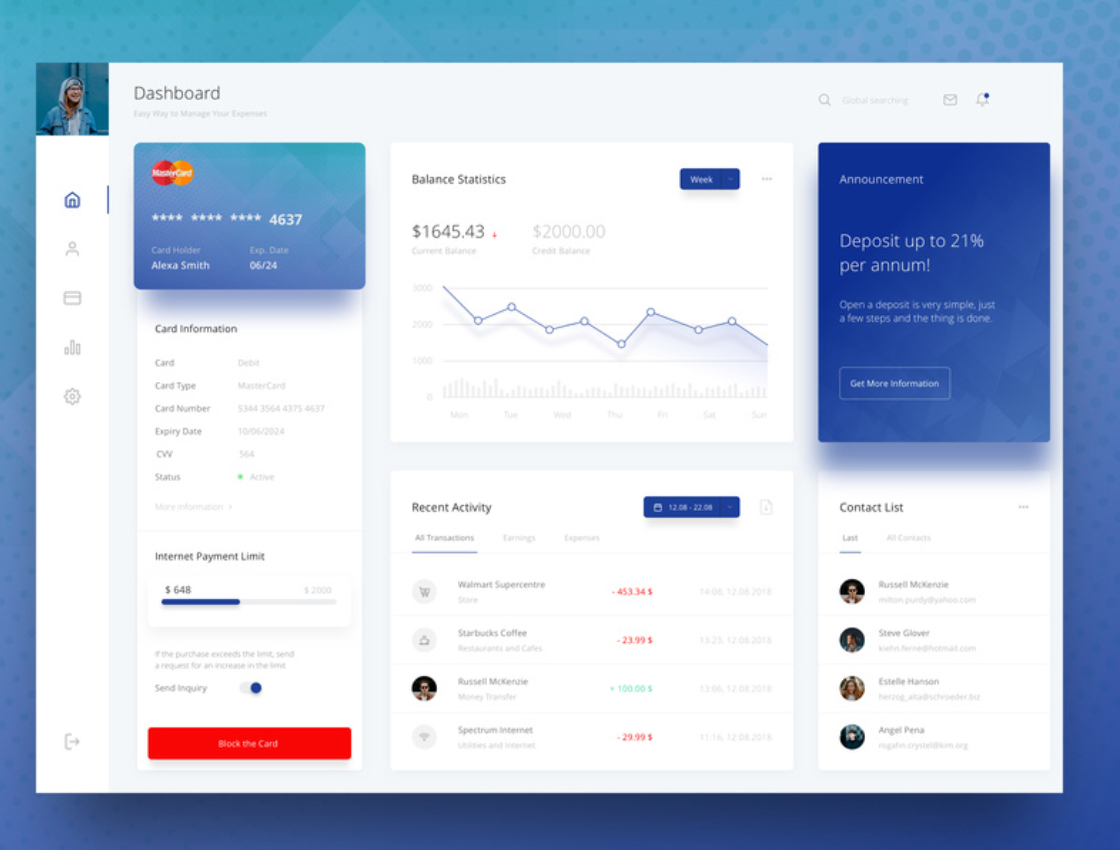 Dashboard
Easy Way to Manage Your Expenses
Global searching
MasterCard
**** **** **** 4637
Card Holder Exp. Date
Alexa Smith 06/24
Card Information
Card Debit
Card Type MasterCard
Card Number 5344 3564 4375 4637
Expiry Date 10/06/2024
CVV 564
Status Active
More information >
Internet Payment Limit
$ 648 $ 2000
If the purchase exceeds the limit, send
a request for an increase in the limit
Send Inquiry
Block the Card
Balance Statistics
Week
$1645.43 $2000.00
Current Balance Credit Balance
3000
2000
1000
0
Mon Tue Wed Thu Fri Sat Sun
Recent Activity
12.08 - 22.08
All Transactions Earnings Expenses
Walmart Supercentre
Store
- 453.34 $ 14:08, 12.08.2018
Starbucks Coffee
Restaurants and Cafes
- 23.99 $ 13:23, 12.08.2018
Russell McKenzie
Money Transfer
+ 100.00 $ 13:06, 12.08.2018
Spectrum Internet
Utilities and Internet
- 29.99 $ 11:16, 12.08.2018
Announcement
Deposit up to 21%
per annum!
Open a deposit is very simple, just
a few steps and the thing is done.
Get More Information
Contact List
Last All Contacts
Russell McKenzie
milton.purdy@yahoo.com
Steve Glover
kiehn.ferne@hotmail.com
Estelle Hanson
herzog_alta@schroeder.biz
Angel Pena
rogahn.crystel@kim.org